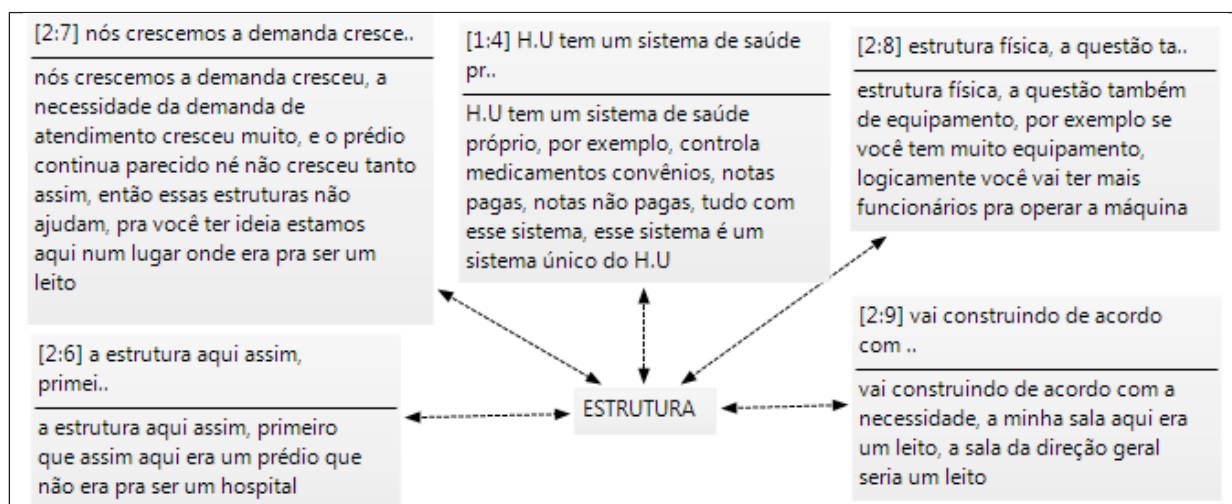 [2:7] nós crescemos a demanda cresce..
nós crescemos a demanda cresceu, a
necessidade da demanda de
atendimento cresceu muito, e o prédio
continua parecido né não cresceu tanto
assim, então essas estruturas não
ajudam, pra você ter ideia estamos
aqui num lugar onde era pra ser um
leito
[1:4] H.U tem um sistema de saúde
pr..
H.U tem um sistema de saúde
próprio, por exemplo, controla
medicamentos convênios, notas
pagas, notas não pagas, tudo com
esse sistema, esse sistema é um
sistema único do H.U
[2:8] estrutura física, a questão ta..
estrutura física, a questão também
de equipamento, por exemplo se
você tem muito equipamento,
logicamente você vai ter mais
funcionários pra operar a máquina
[2:6] a estrutura aqui assim,
primei..
a estrutura aqui assim, primeiro
que assim aqui era um prédio que
não era pra ser um hospital
ESTRUTURA
[2:9] vai construindo de acordo
com ..
vai construindo de acordo com a
necessidade, a minha sala aqui era
um leito, a sala da direção geral
seria um leito